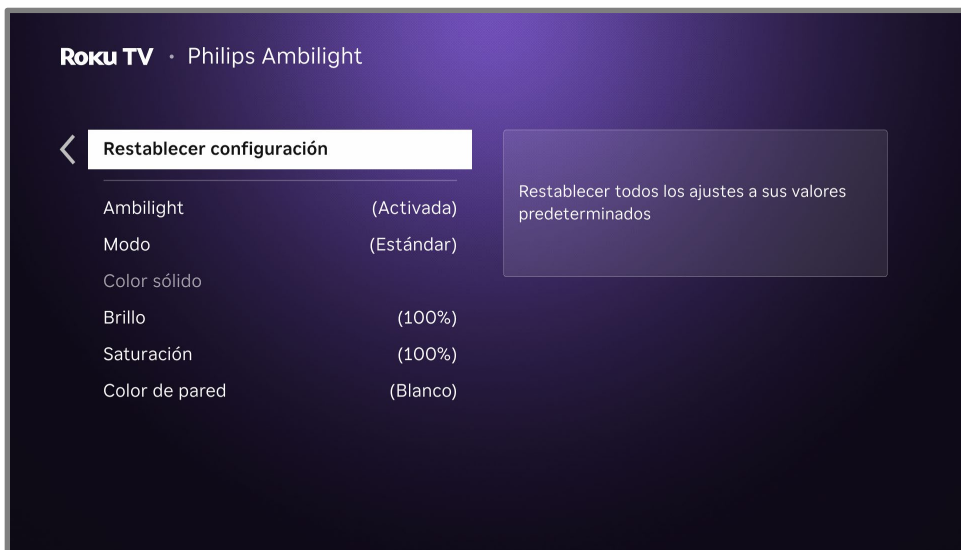 Roku TV · Philips Ambilight
Restablecer configuración
Ambilight (Activada)
Modo (Estándar)
Color sólido
Brillo (100%)
Saturación (100%)
Color de pared (Blanco)
Restablecer todos los ajustes a sus valores
predeterminados